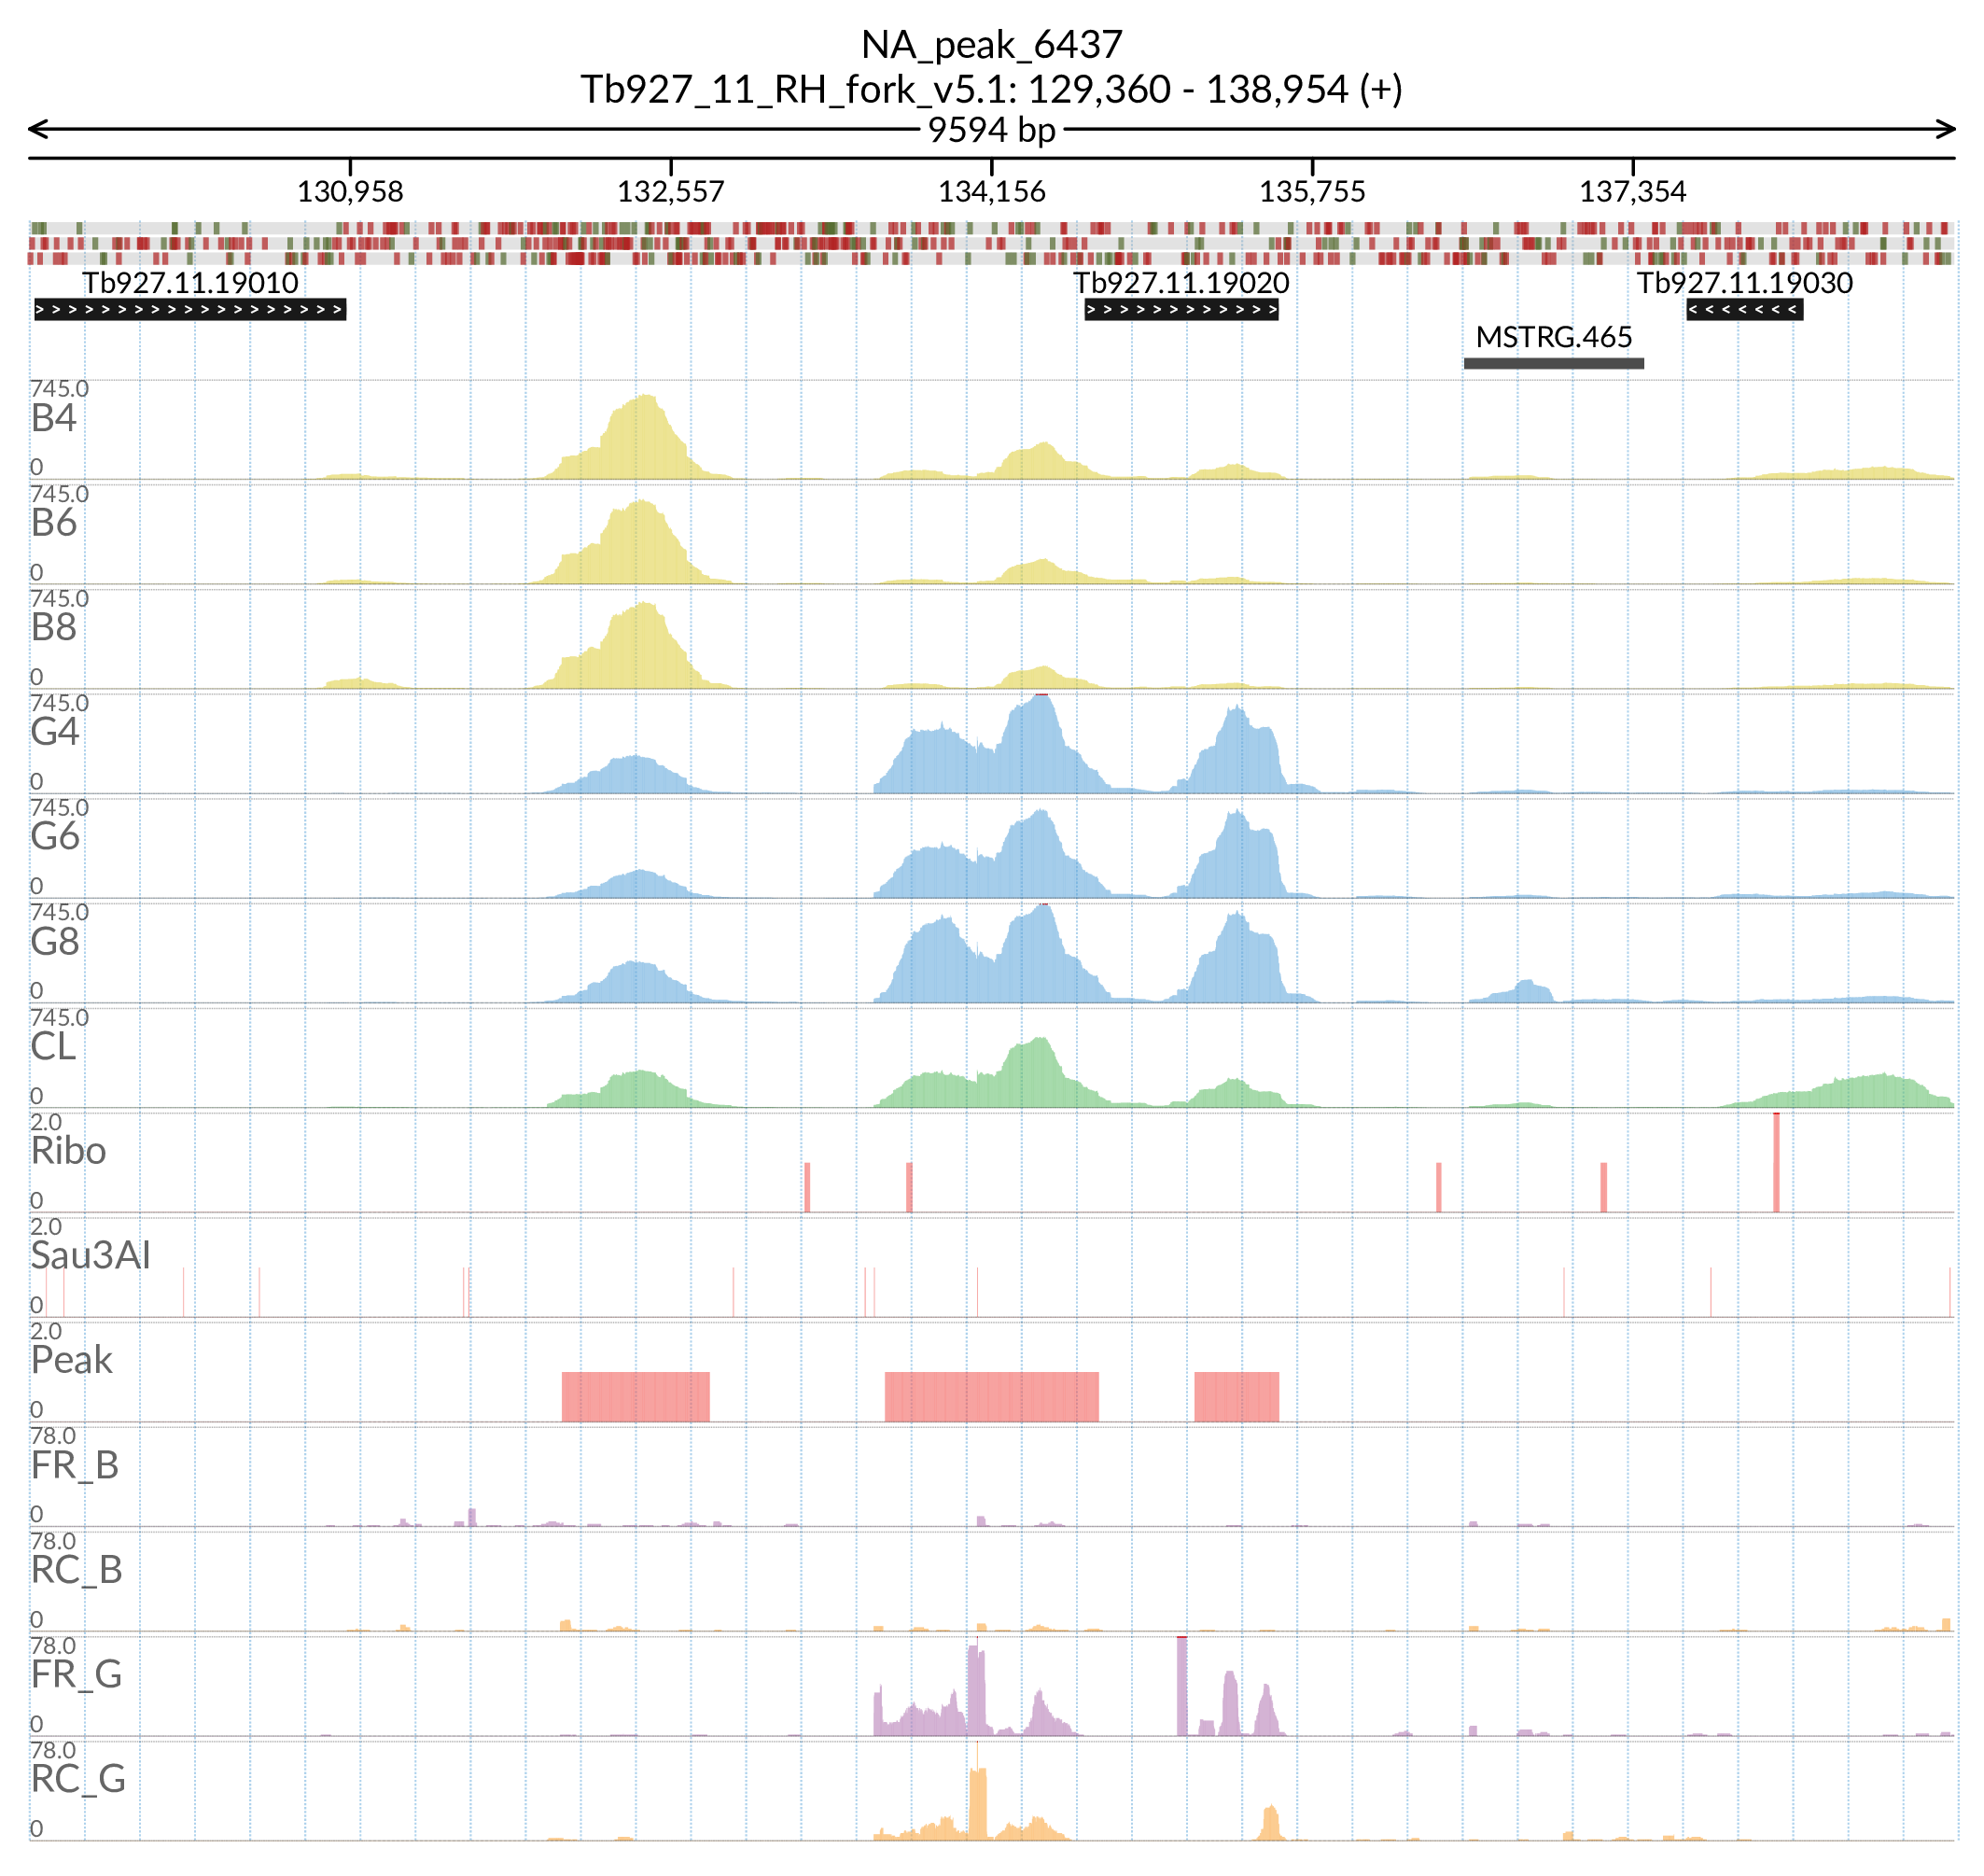 NA_peak_6437
Tb927_11_RH_fork_v5.1: 129,360 - 138,954 (+)
9594 bp
130,958 132,557 134,156 135,755 137,354
Tb927.11.19010 Tb927.11.19020 Tb927.11.19030
MSTRG.465
745.0
B4
0
745.0
B6
0
745.0
B8
0
745.0
G4
0
745.0
G6
0
745.0
G8
0
745.0
CL
0
2.0
Ribo
0
2.0
Sau3AI
0
2.0
Peak
0
78.0
FR_B
0
78.0
RC_B
0
78.0
FR_G
0
78.0
RC_G
0